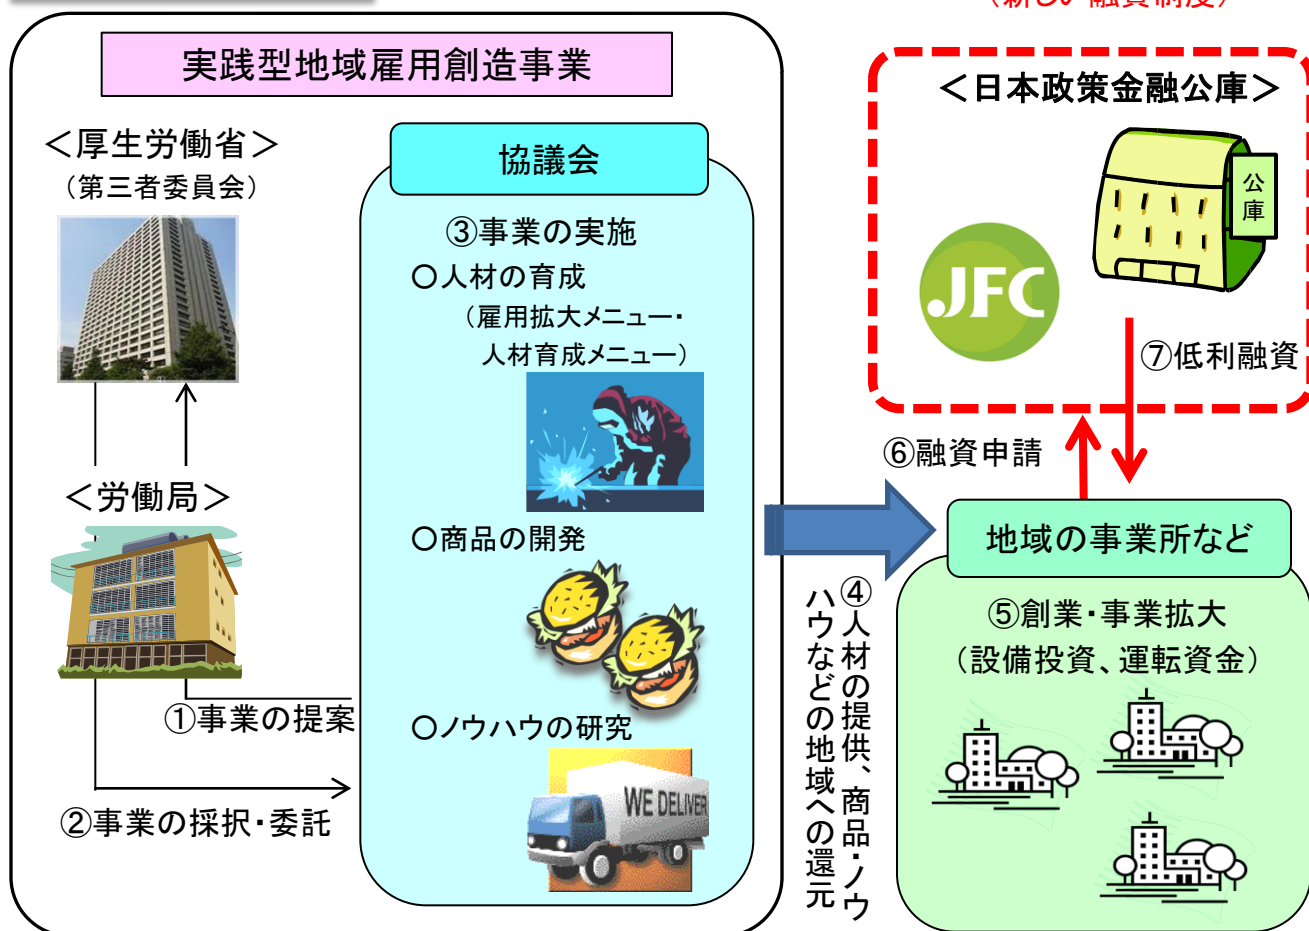 (新しい融資制度)
実践型地域雇用創造事業
＜厚生労働省＞
（第三者委員会）
＜労働局＞
①事業の提案
②事業の採択・委託
協議会
③事業の実施
○人材の育成
（雇用拡大メニュー・
人材育成メニュー）
○商品の開発
○ノウハウの研究
WE DELIVER
④人材の提供、商品・ノウ
ハウなどの地域への還元
＜日本政策金融公庫＞
公庫
JFC
⑦低利融資
⑥融資申請
地域の事業所など
⑤創業・事業拡大
（設備投資、運転資金）